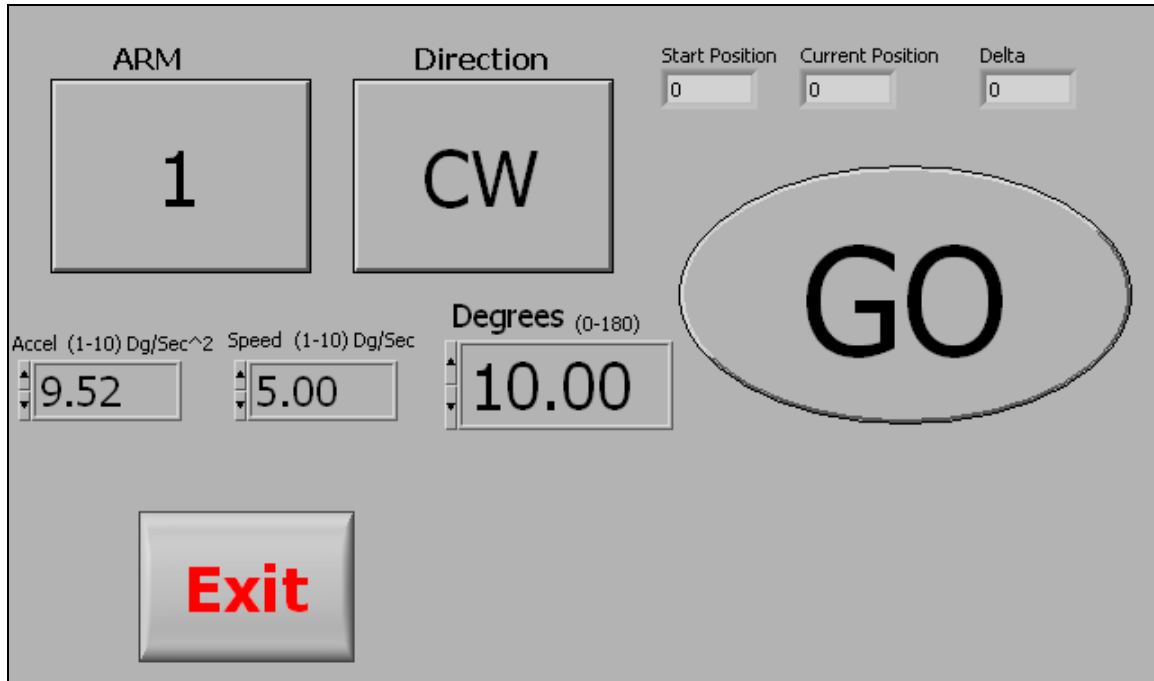 ARM
Direction
Start Position
Current Position
Delta
0
0
0
1
CW
GO
Accel (1-10) Dg/Sec^2
Speed (1-10) Dg/Sec
Degrees (0-180)
9.52
5.00
10.00
Exit